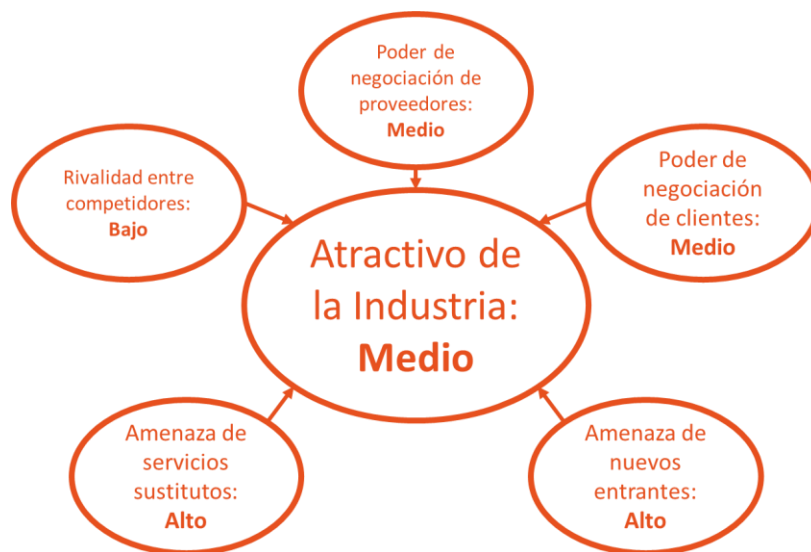 Poder de
negociación de
proveedores:
Medio
Rivalidad entre
competidores:
Bajo
Poder de
negociación
de clientes:
Medio
Atractivo de
la Industria:
Medio
Amenaza de
servicios
sustitutos:
Alto
Amenaza de
nuevos
entrantes:
Alto